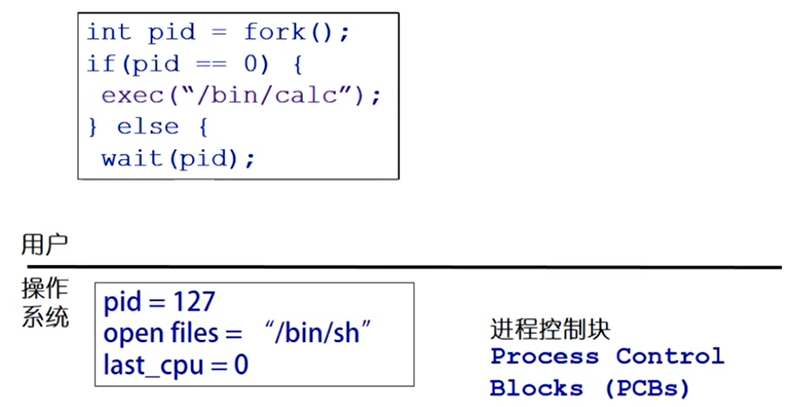 int pid = fork();
if(pid == 0) {
exec(“/bin/calc”);
} else {
wait(pid);
用户
操作
系统
pid = 127
open files = “/bin/sh”
last_cpu = 0
进程控制块
Process Control
Blocks (PCBs)